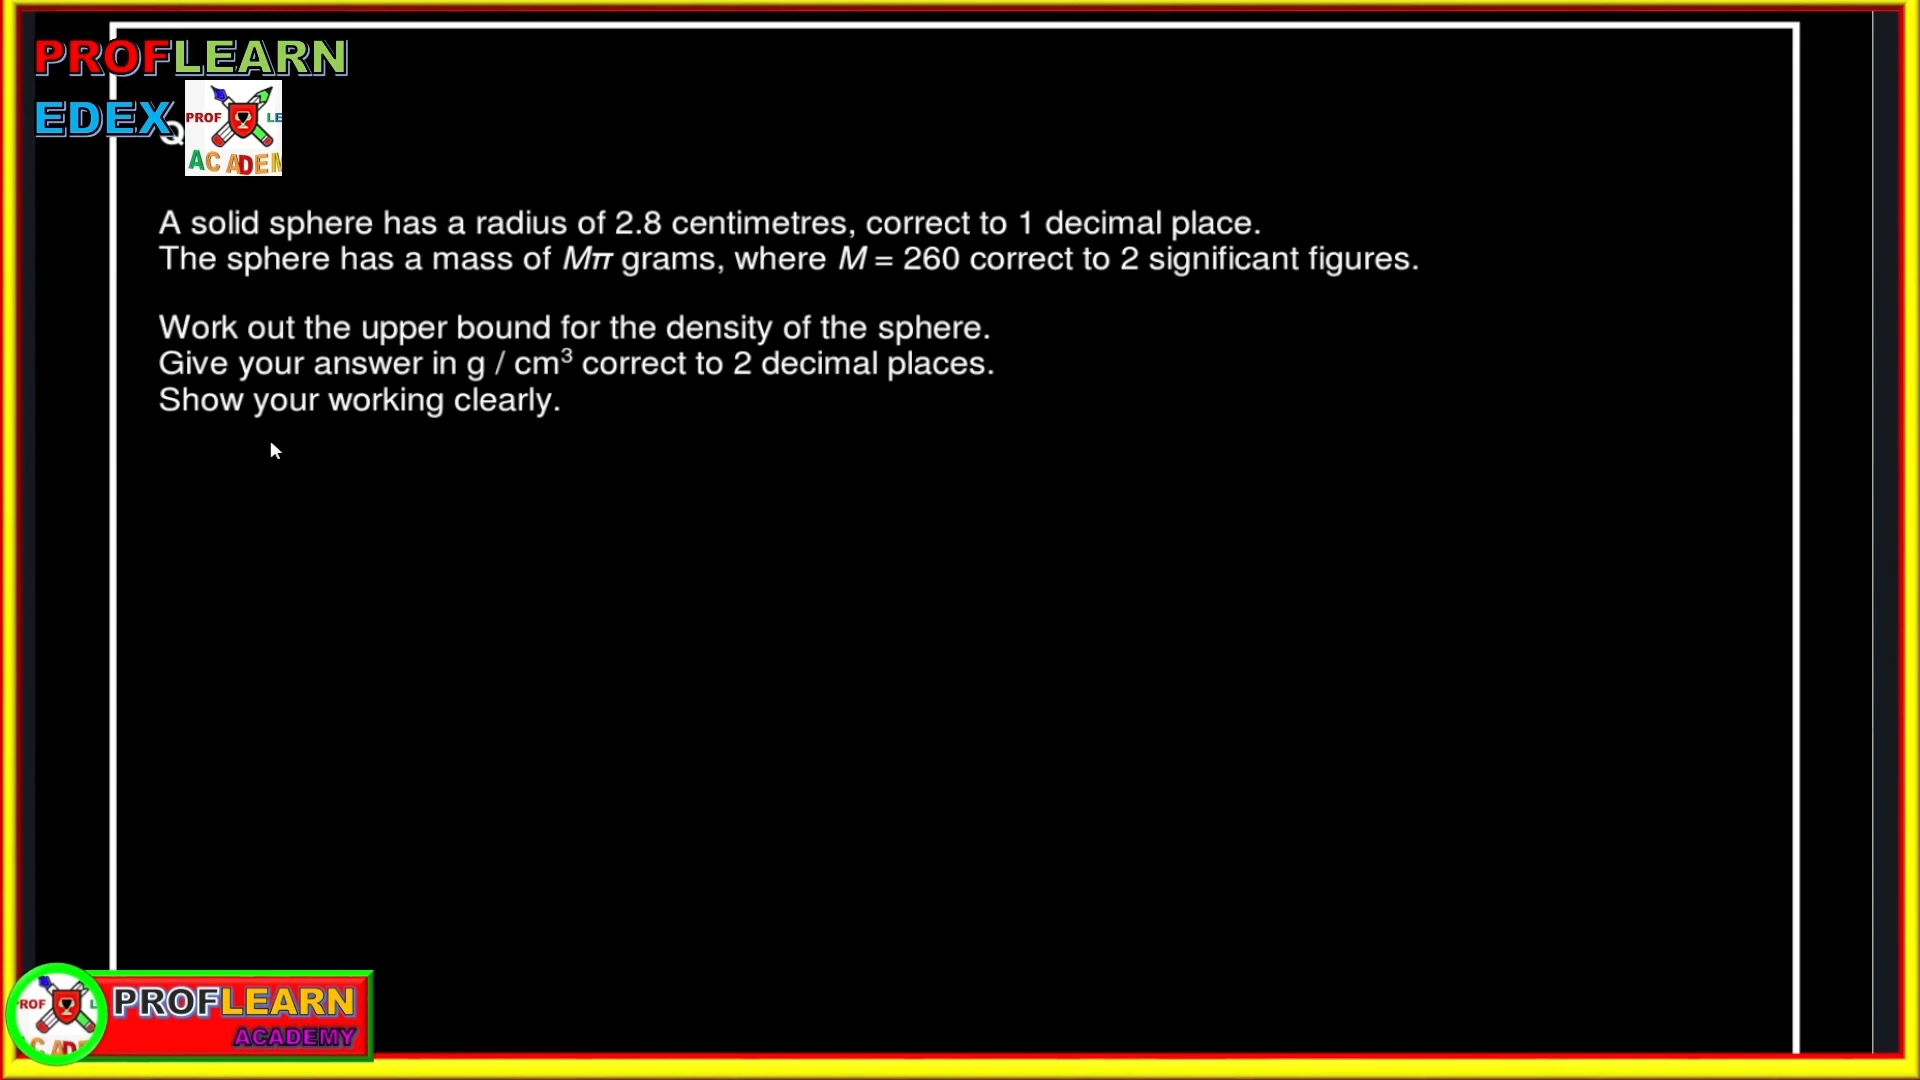 PROFLEARN
EDEX
Q
PROF LE
ACADEM
A solid sphere has a radius of 2.8 centimetres, correct to 1 decimal place.
The sphere has a mass of Mπ grams, where M = 260 correct to 2 significant figures.
Work out the upper bound for the density of the sphere.
Give your answer in g / cm³ correct to 2 decimal places.
Show your working clearly.
ROF L
PROFLEARN
ACADEMY